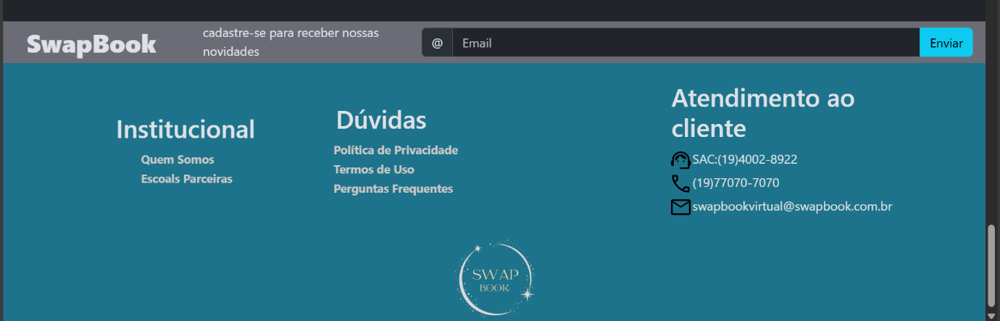 SwapBook
cadastre-se para receber nossas
novidades
@ Email Enviar
Institucional
Quem Somos
Escoals Parceiras
Dúvidas
Política de Privacidade
Termos de Uso
Perguntas Frequentes
Atendimento ao
cliente
SAC:(19)4002-8922
(19)77070-7070
swapbookvirtual@swapbook.com.br
SWAP
BOOK